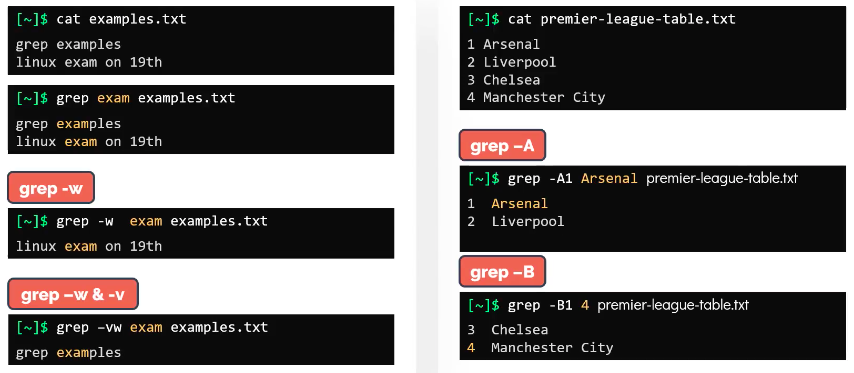 [~]$ cat examples.txt
grep examples
linux exam on 19th
[~]$ grep exam examples.txt
grep examples
linux exam on 19th
grep -w
[~]$ grep -w  exam examples.txt
linux exam on 19th
grep –w & -v
[~]$ grep –vw exam examples.txt
grep examples
[~]$ cat premier-league-table.txt
1 Arsenal
2 Liverpool
3 Chelsea
4 Manchester City
grep –A
[~]$ grep -A1 Arsenal premier-league-table.txt
1  Arsenal
2  Liverpool
grep –B
[~]$ grep -B1 4 premier-league-table.txt
3  Chelsea
4  Manchester City